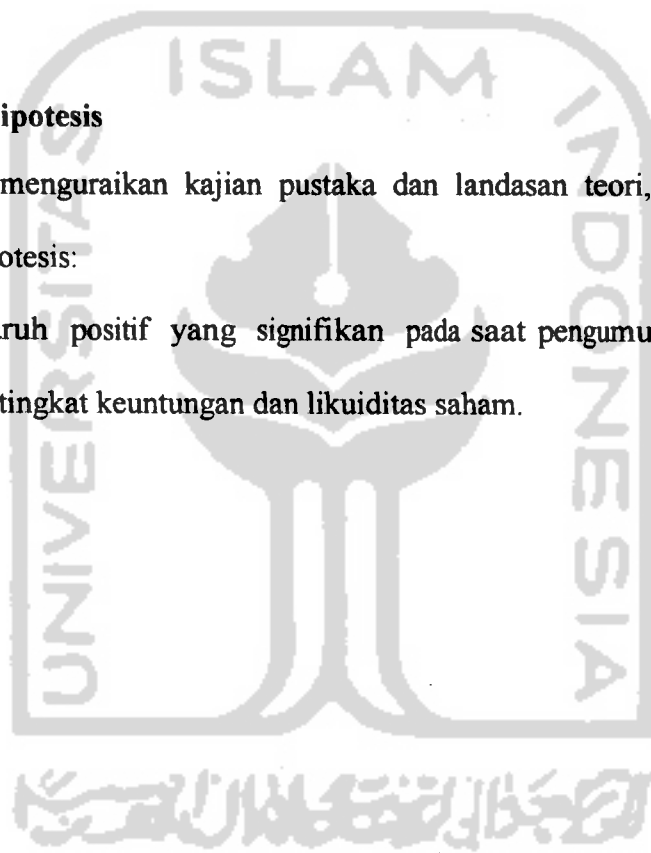 ISLAM
UNIVERSITAS
INDONESIA
ipotesis
menguraikan kajian pustaka dan landasan teori,
otesis:
ruh positif yang signifikan pada saat pengumu
tingkat keuntungan dan likuiditas saham.